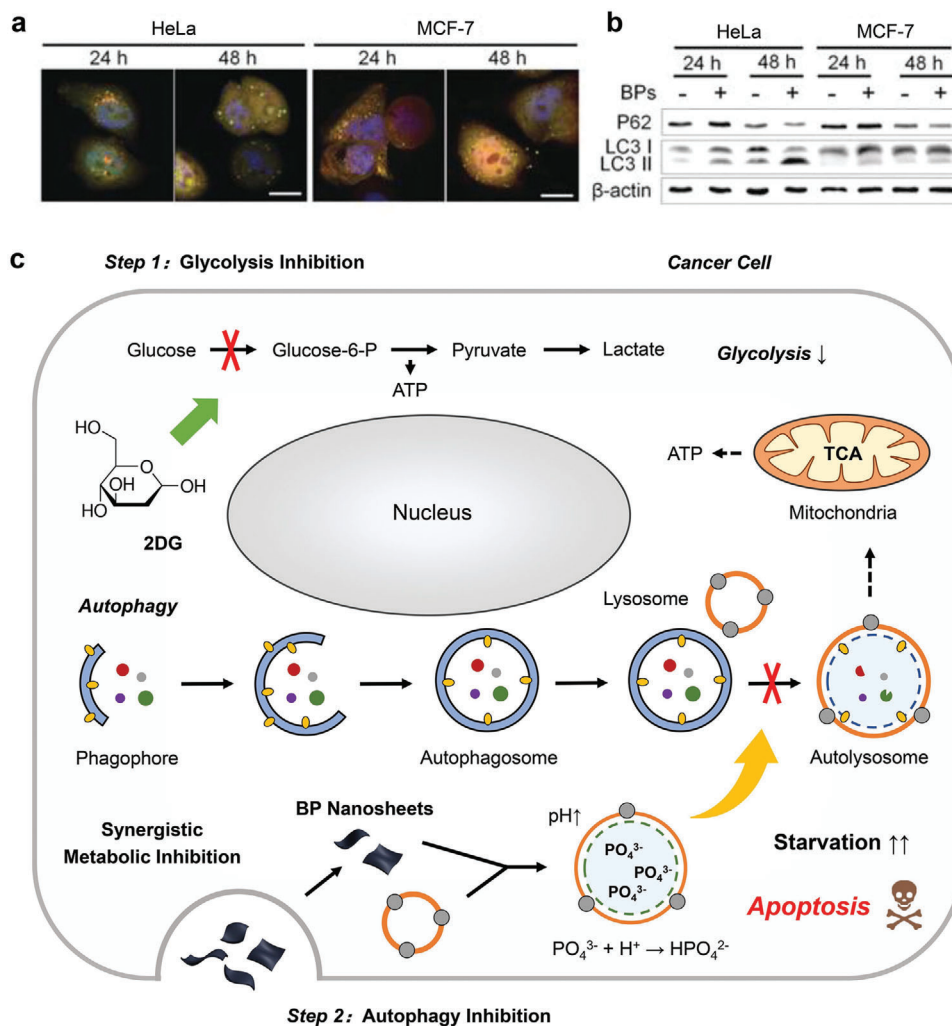 a
HeLa MCF-7
24 h 48 h 24 h 48 h
b
HeLa MCF-7
24 h 48 h 24 h 48 h
BPs - + - + - + - +
P62
LC3 I
LC3 II
β-actin
c
Step 1: Glycolysis Inhibition Cancer Cell
Glucose Glucose-6-P Pyruvate Lactate Glycolysis ↓
ATP
HO
O
OH OH
HO
2DG
Nucleus
ATP TCA
Mitochondria
Autophagy
Lysosome
Phagophore Autophagosome Autolysosome
Synergistic
Metabolic Inhibition
BP Nanosheets
pH↑
PO₄³⁻
PO₄³⁻
PO₄³⁻
Starvation ↑↑
Apoptosis
PO₄³⁻ + H⁺ → HPO₄²⁻
Step 2: Autophagy Inhibition